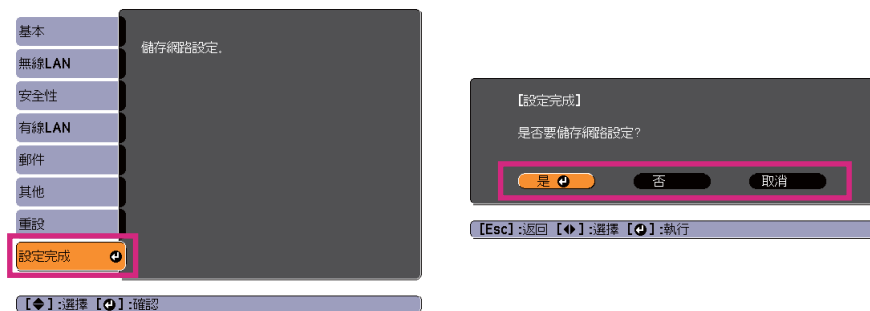 基本
無線LAN
安全性
有線LAN
郵件
其他
重設
設定完成
儲存網路設定.
[◆]:選擇 [↵]:確認
[設定完成]
是否要儲存網路設定?
是 ↵ 否 取消
[Esc]:返回 [◆]:選擇 [↵]:執行